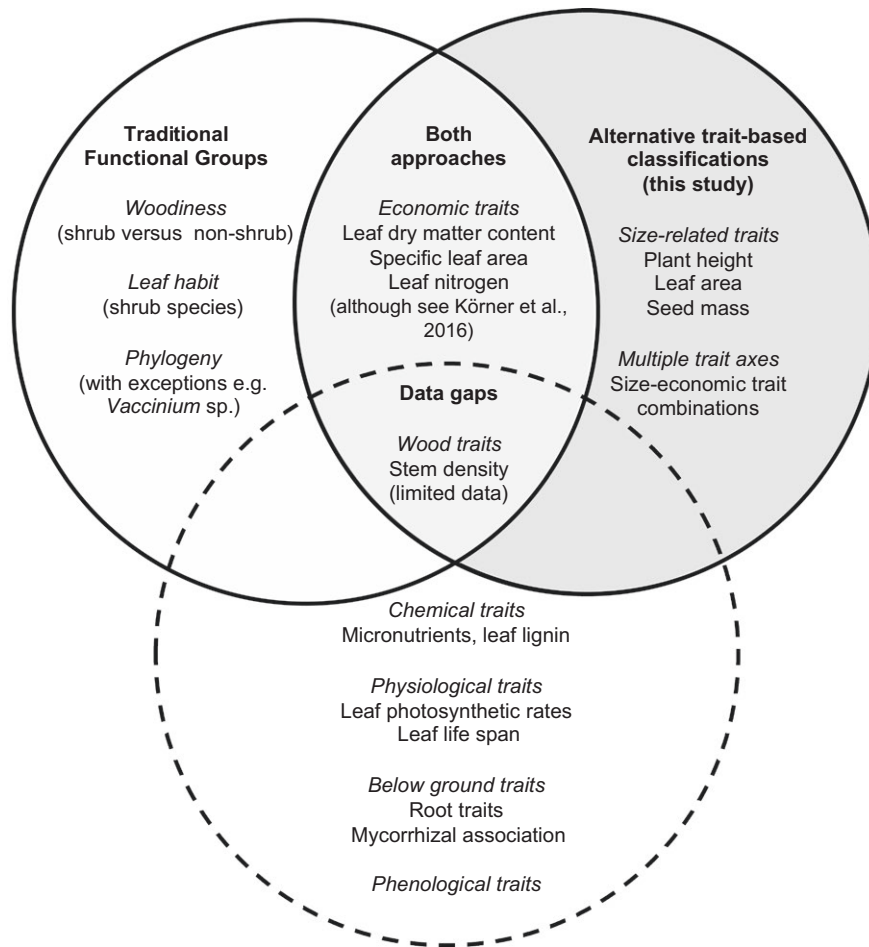 Traditional
Functional Groups
Woodiness
(shrub versus non-shrub)
Leaf habit
(shrub species)
Phylogeny
(with exceptions e.g.
Vaccinium sp.)
Both
approaches
Economic traits
Leaf dry matter content
Specific leaf area
Leaf nitrogen
(although see Körner et al.,
2016)
Alternative trait-based
classifications
(this study)
Size-related traits
Plant height
Leaf area
Seed mass
Multiple trait axes
Size-economic trait
combinations
Data gaps
Wood traits
Stem density
(limited data)
Chemical traits
Micronutrients, leaf lignin
Physiological traits
Leaf photosynthetic rates
Leaf life span
Below ground traits
Root traits
Mycorrhizal association
Phenological traits